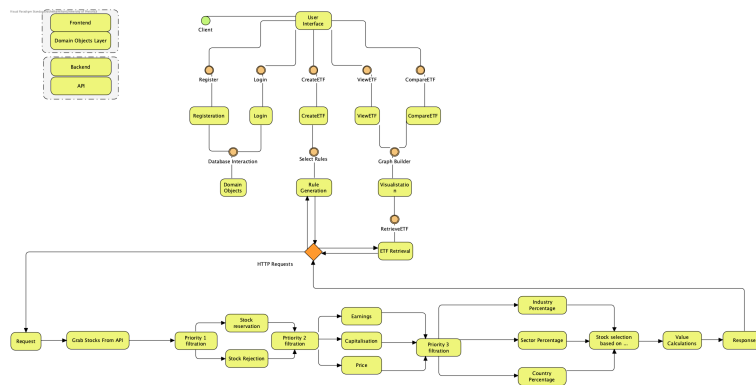 Frontend
Domain Objects Layer
Backend
API
Client
User
Interface
Register
Login
CreateETF
ViewETF
CompareETF
Registeration
Login
CreateETF
ViewETF
CompareETF
Database Interaction
Select Rules
Graph Builder
Domain
Objects
Rule
Generation
Visualistatio
n
RetrieveETF
ETF Retrieval
HTTP Requests
Request
Grab Stocks From API
Priority 1
filtration
Stock
reservation
Stock Rejection
Priority 2
filtration
Earnings
Capitalisation
Price
Priority 3
filtration
Industry
Percentage
Sector Percentage
Country
Percentage
Stock selection
based on ...
Value
Calculations
Response